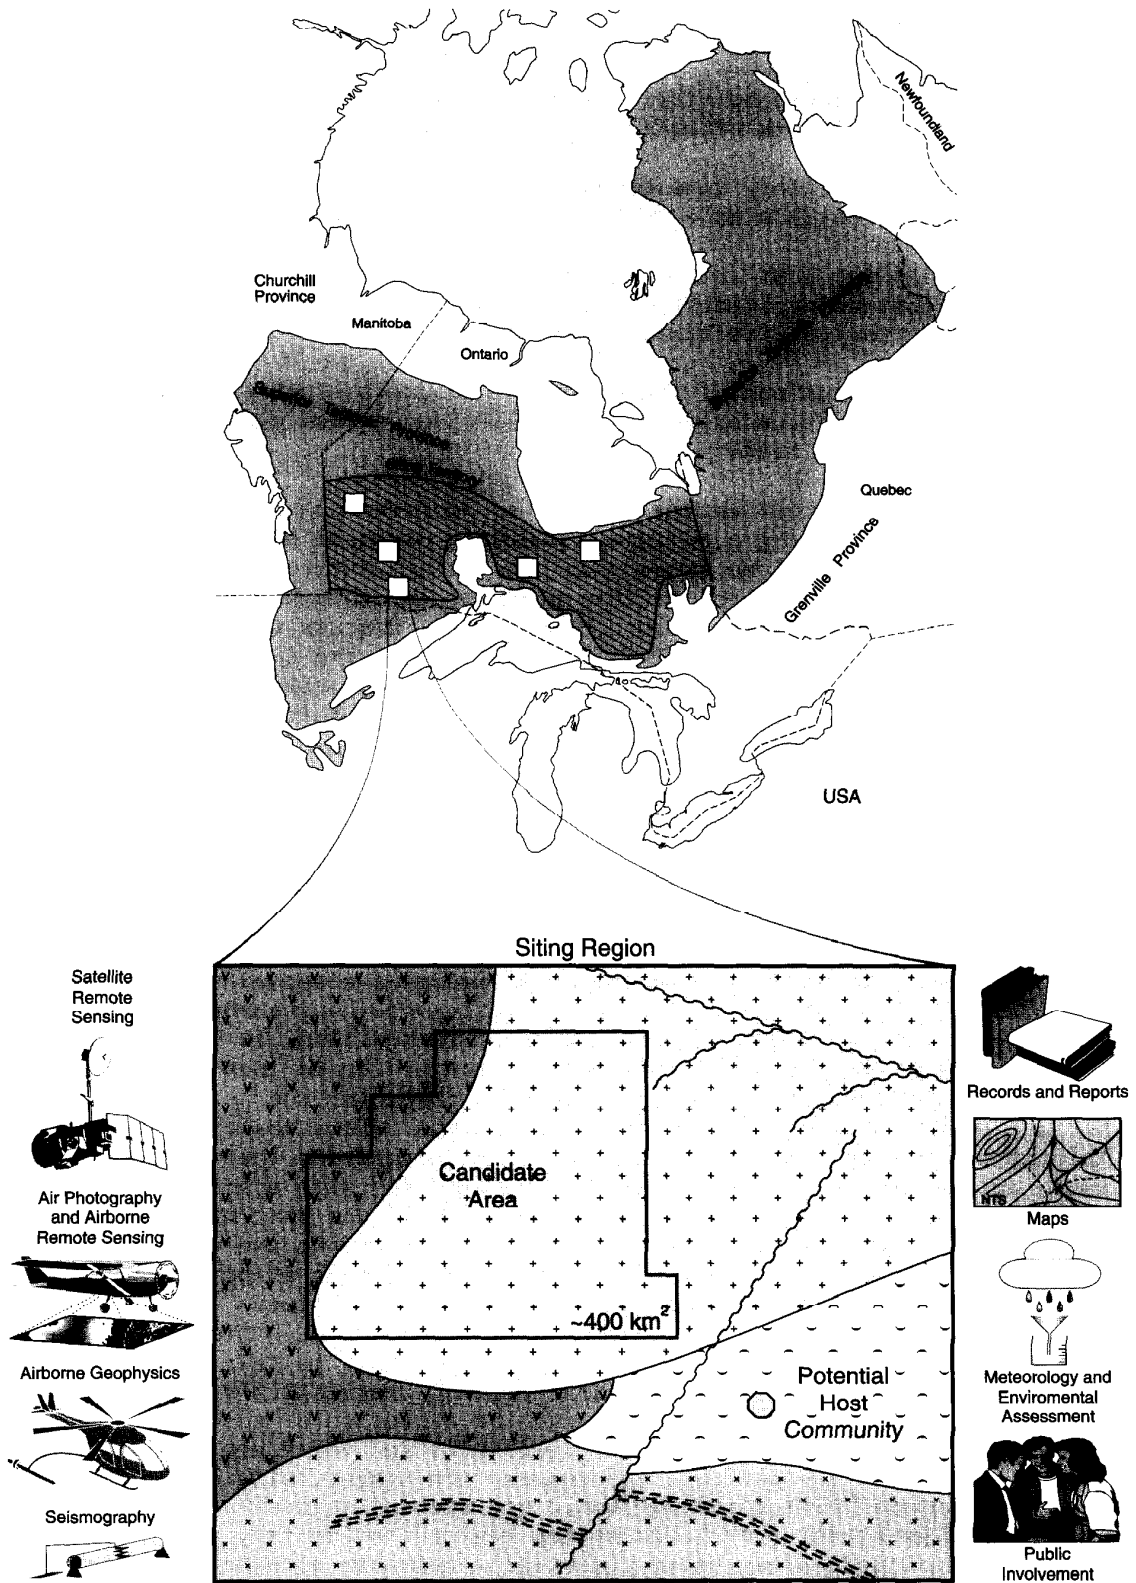 Newfoundland
Churchill
Province
Manitoba
Ontario
Superior
Province
Quebec
Grenville Province
USA
Siting Region
Satellite
Remote
Sensing
Air Photography
and Airborne
Remote Sensing
Airborne Geophysics
Seismography
Candidate
Area
~400 km²
Potential
Host
Community
Records and Reports
NTS
Maps
Meteorology and
Enviromental
Assessment
Public
Involvement